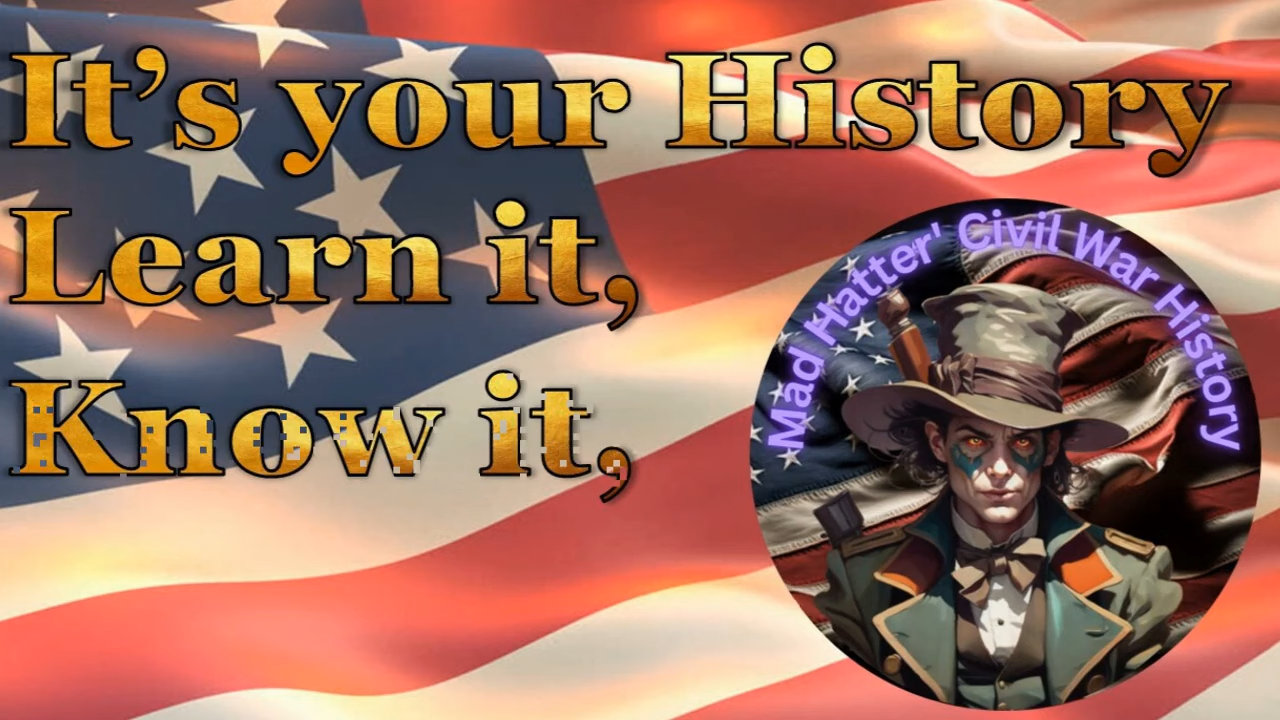 It’s your History
Learn it,
Know it,
Mad Hatter' Civil War History